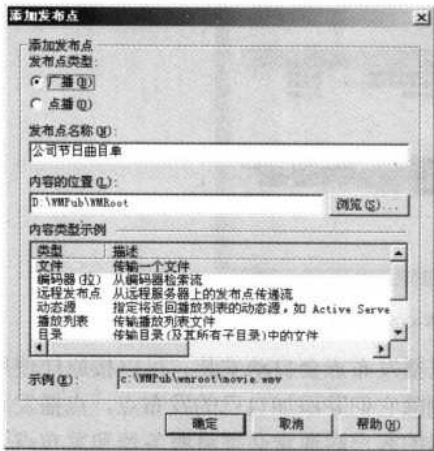 添加发布点
添加发布点
发布点类型:
广播(B)
点播(D)
发布点名称(N):
公司节日曲目单
内容的位置(L):
D:\WMPub\WMRoot
浏览(S)...
内容类型示例
类型 描述
文件 传输一个文件
编码器(拉) 从编码器检索流
远程发布点 从远程服务器上的发布点传递流
动态源 指定将返回播放列表的动态源，如 Active Serve
播放列表 传输播放列表文件
目录 传输目录(及其所有子目录)中的文件
示例(E): c:\WMPub\wmroot\movie.wmv
确定 取消 帮助(H)